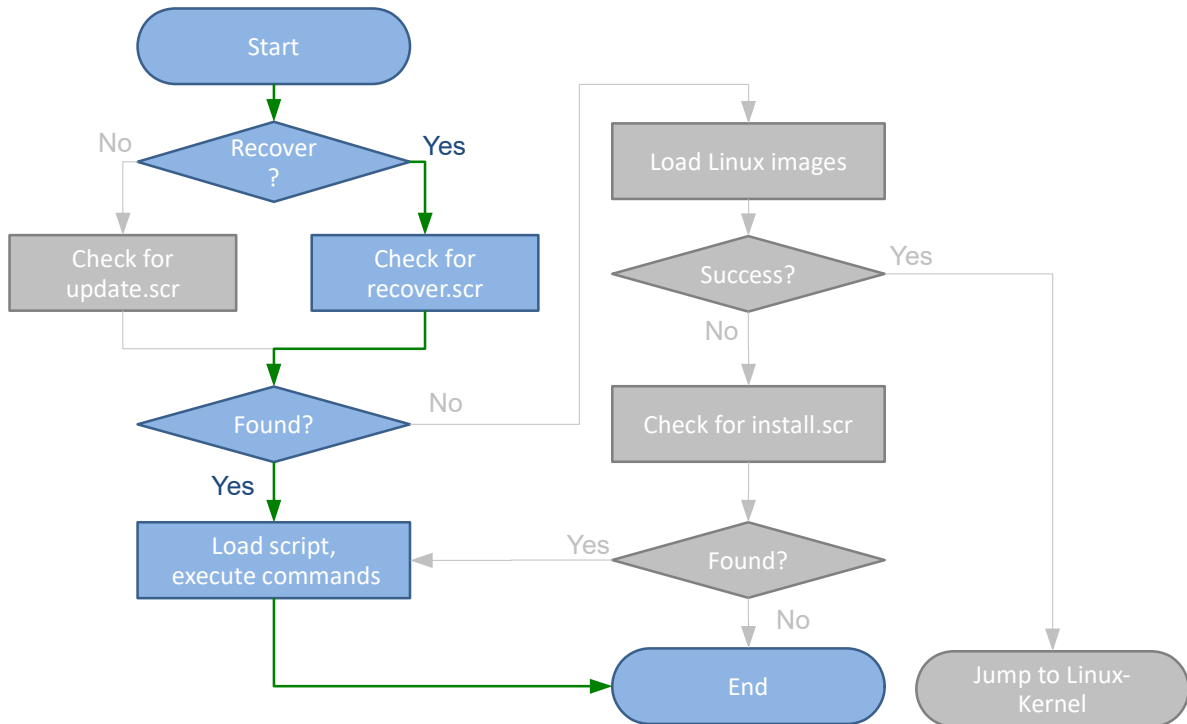 Start
No
Recover
?
Yes
Load Linux images
Check for
update.scr
Check for
recover.scr
Success?
Yes
No
Found?
No
Check for install.scr
Yes
Load script,
execute commands
Yes
Found?
No
End
Jump to Linux-
Kernel